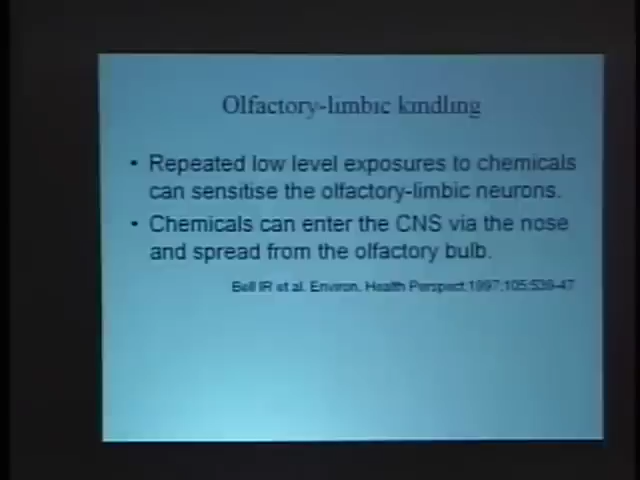 Olfactory-limbic kindling
• Repeated low level exposures to chemicals
can sensitise the olfactory-limbic neurons.
• Chemicals can enter the CNS via the nose
and spread from the olfactory bulb.
Bell IR et al. Environ. Health Perspect.1997;105:539-47